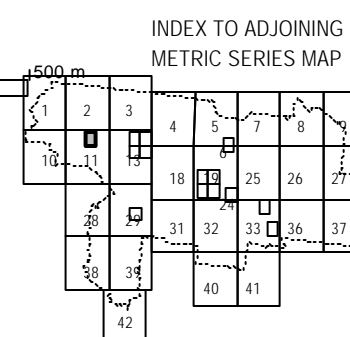 INDEX TO ADJOINING
METRIC SERIES MAP
500 m
1 2 3
4 5 7 8 9
6
10 11 13
18 19 25 26 27
24
28 29
31 32 33 36 37
38 39
40 41
42